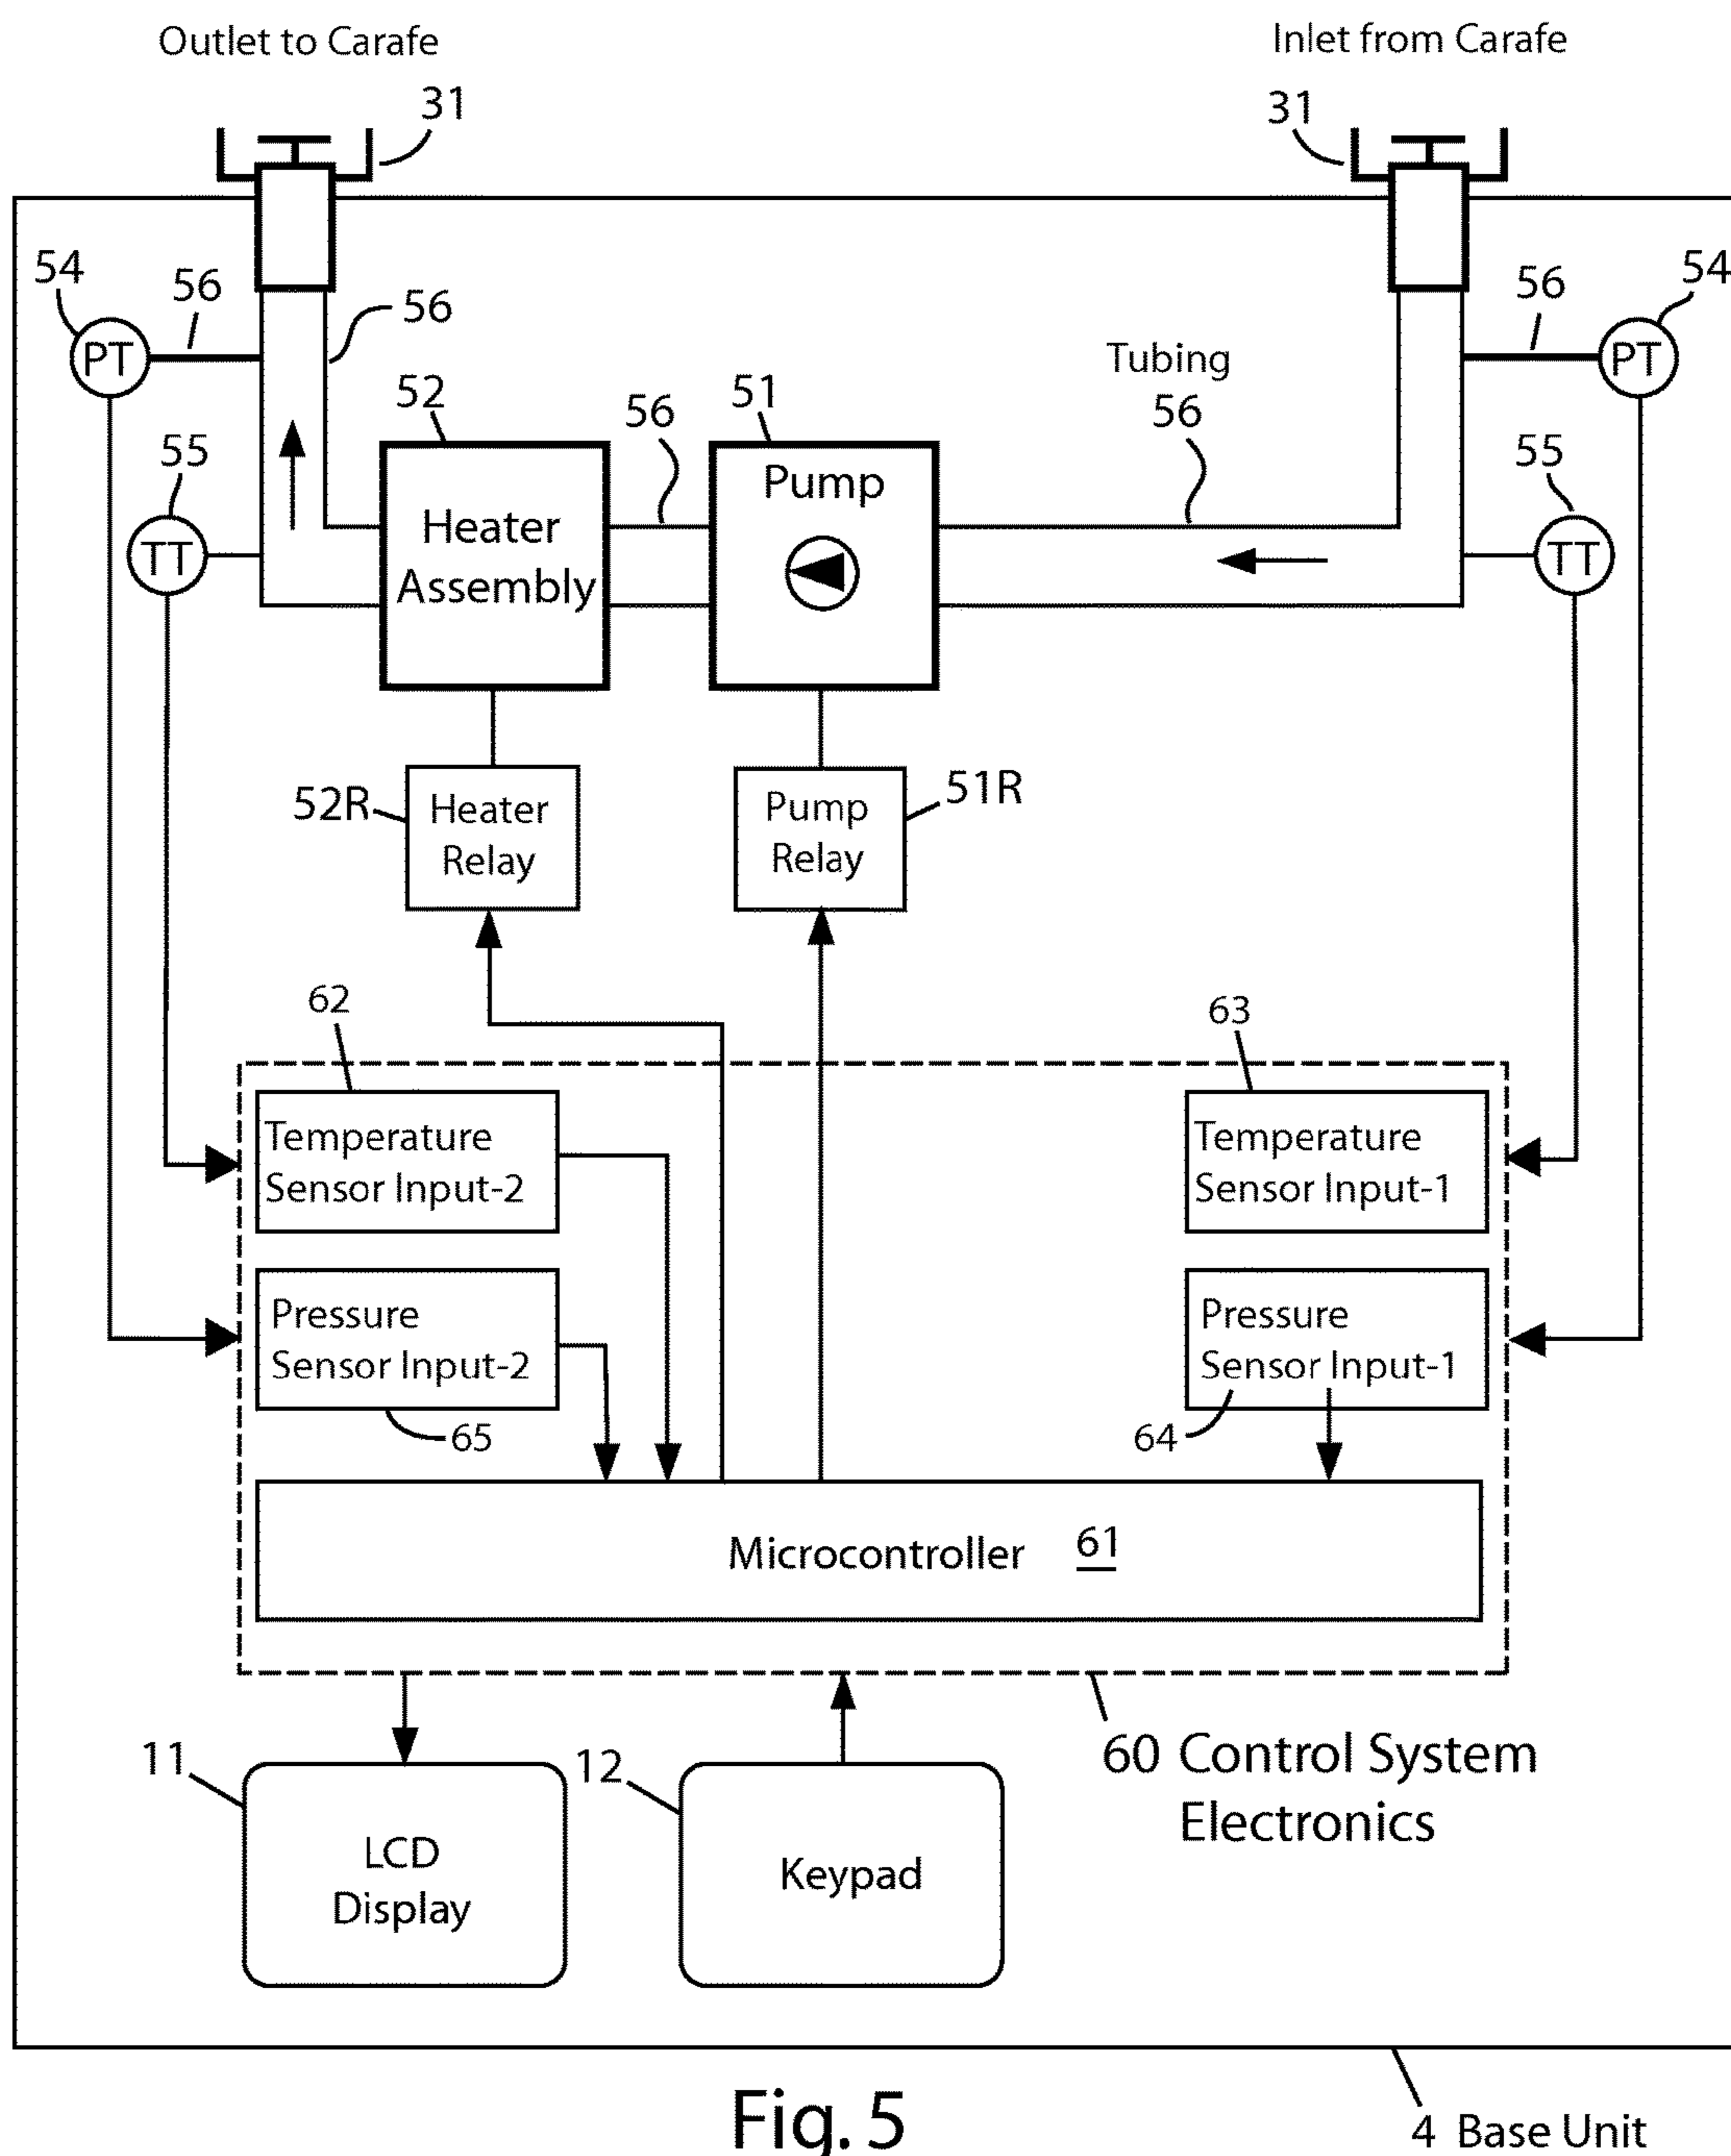 Outlet to Carafe
Inlet from Carafe
31
31
54
56
56
56
54
52
56
51
Tubing
56
PT
PT
55
55
Pump
Heater
Assembly
TT
TT
52R
Heater
Relay
Pump
Relay
51R
62
63
Temperature
Sensor Input-2
Temperature
Sensor Input-1
Pressure
Sensor Input-2
Pressure
Sensor Input-1
65
64
Microcontroller 61
11
12
60 Control System
Electronics
LCD
Display
Keypad
Fig. 5
4 Base Unit